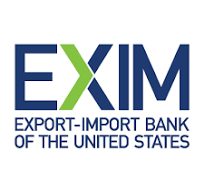 EXIM
EXPORT-IMPORT BANK
OF THE UNITED STATES